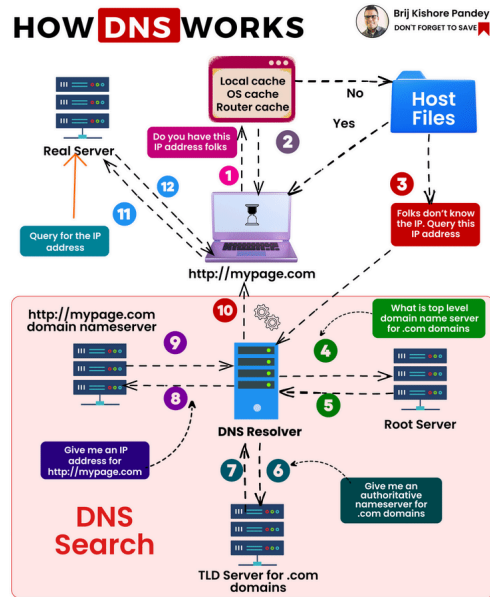 HOW DNS WORKS
Brij Kishore Pandey
DON'T FORGET TO SAVE
Local cache
OS cache
Router cache
No
Yes
Host
Files
Real Server
Do you have this
IP address folks
1
2
3
12
11
Folks don't know
the IP. Query this
IP address
Query for the IP
address
http://mypage.com
10
http://mypage.com
domain nameserver
What is top level
domain name server
for .com domains
9
4
8
5
DNS Resolver
Root Server
Give me an IP
address for
http://mypage.com
7
6
Give me an
authoritative
nameserver for
.com domains
DNS
Search
TLD Server for .com
domains